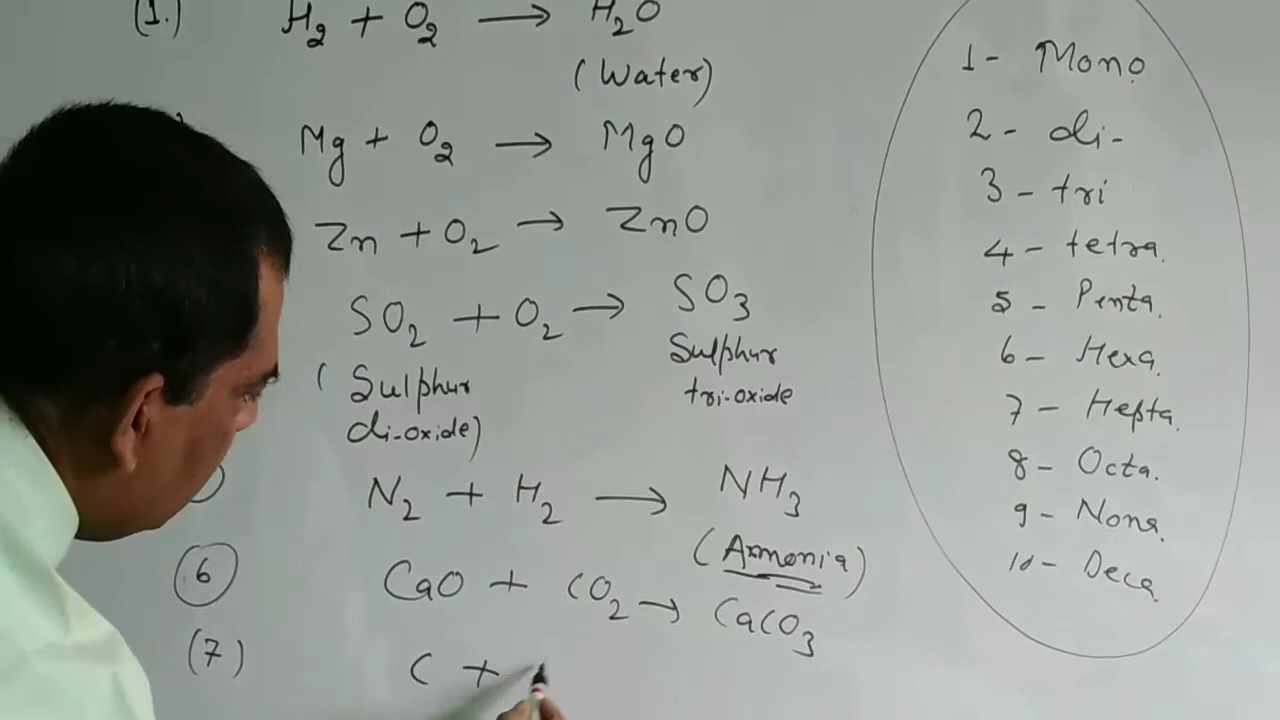 (1.) H₂ + O₂ ⟶ H₂O
(Water)
Mg + O₂ ⟶ MgO
Zn + O₂ → ZnO
SO₂ + O₂ → SO₃
(Sulphur
di-oxide)
Sulphur
tri-oxide
N₂ + H₂ ⟶ NH₃
(Ammonia)
6 CaO + CO₂ → CaCO₃
(7) C +
1- Mono
2- di-
3- tri
4- tetra.
5- Penta.
6- Hexa.
7- Hepta.
8- Octa.
9- Nona.
10- Deca.